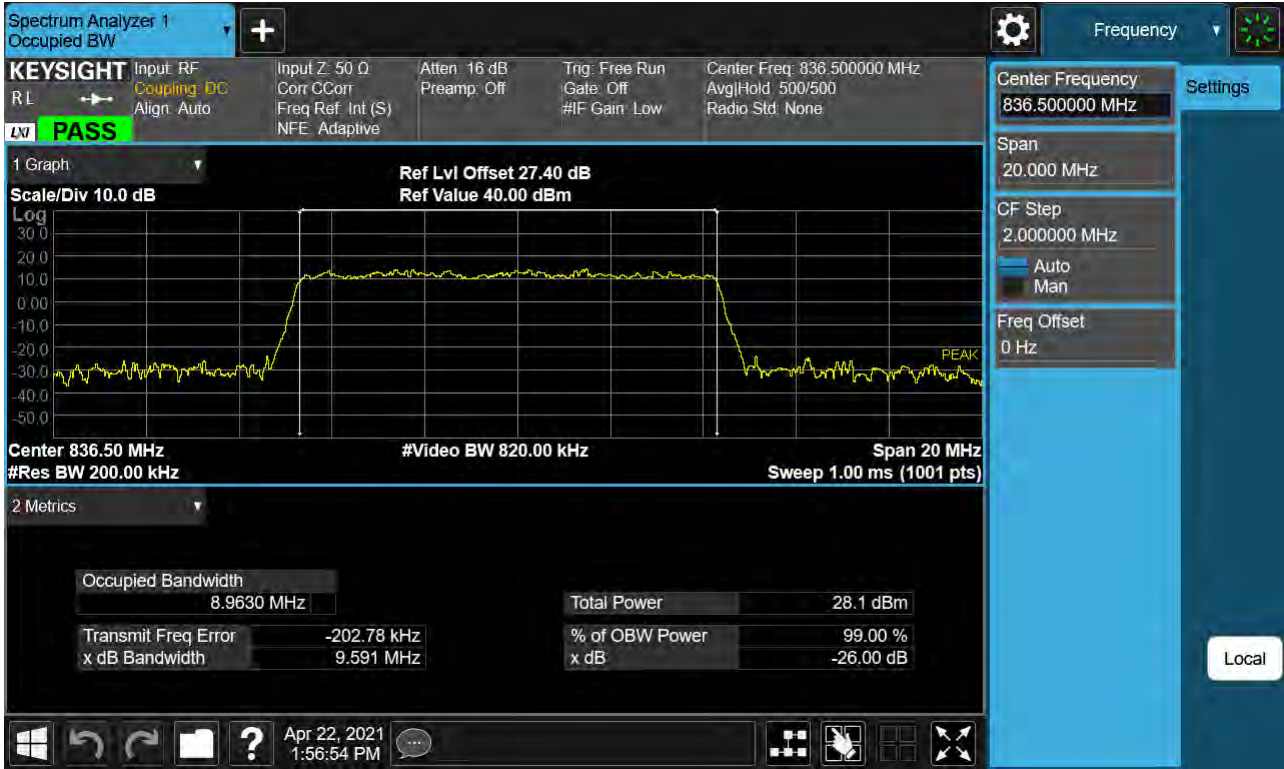 Spectrum Analyzer 1
Occupied BW
Frequency
KEYSIGHT
RL
LXI
PASS
Input: RF
Coupling: DC
Align: Auto
Input Z: 50 Ω
Corr CCorr
Freq Ref: Int (S)
NFE: Adaptive
Atten: 16 dB
Preamp: Off
Trig: Free Run
Gate: Off
#IF Gain: Low
Center Freq: 836.500000 MHz
Avg|Hold: 500/500
Radio Std: None
Center Frequency
836.500000 MHz
Settings
Span
20.000 MHz
CF Step
2.000000 MHz
Auto
Man
Freq Offset
0 Hz
1 Graph
Scale/Div 10.0 dB
Ref Lvl Offset 27.40 dB
Ref Value 40.00 dBm
Log
30.0
20.0
10.0
0.00
-10.0
-20.0
-30.0
-40.0
-50.0
PEAK
Center 836.50 MHz
#Video BW 820.00 kHz
Span 20 MHz
#Res BW 200.00 kHz
Sweep 1.00 ms (1001 pts)
2 Metrics
Occupied Bandwidth
8.9630 MHz
Total Power 28.1 dBm
Transmit Freq Error -202.78 kHz
% of OBW Power 99.00 %
x dB Bandwidth 9.591 MHz
x dB -26.00 dB
Local
?
Apr 22, 2021
1:56:54 PM